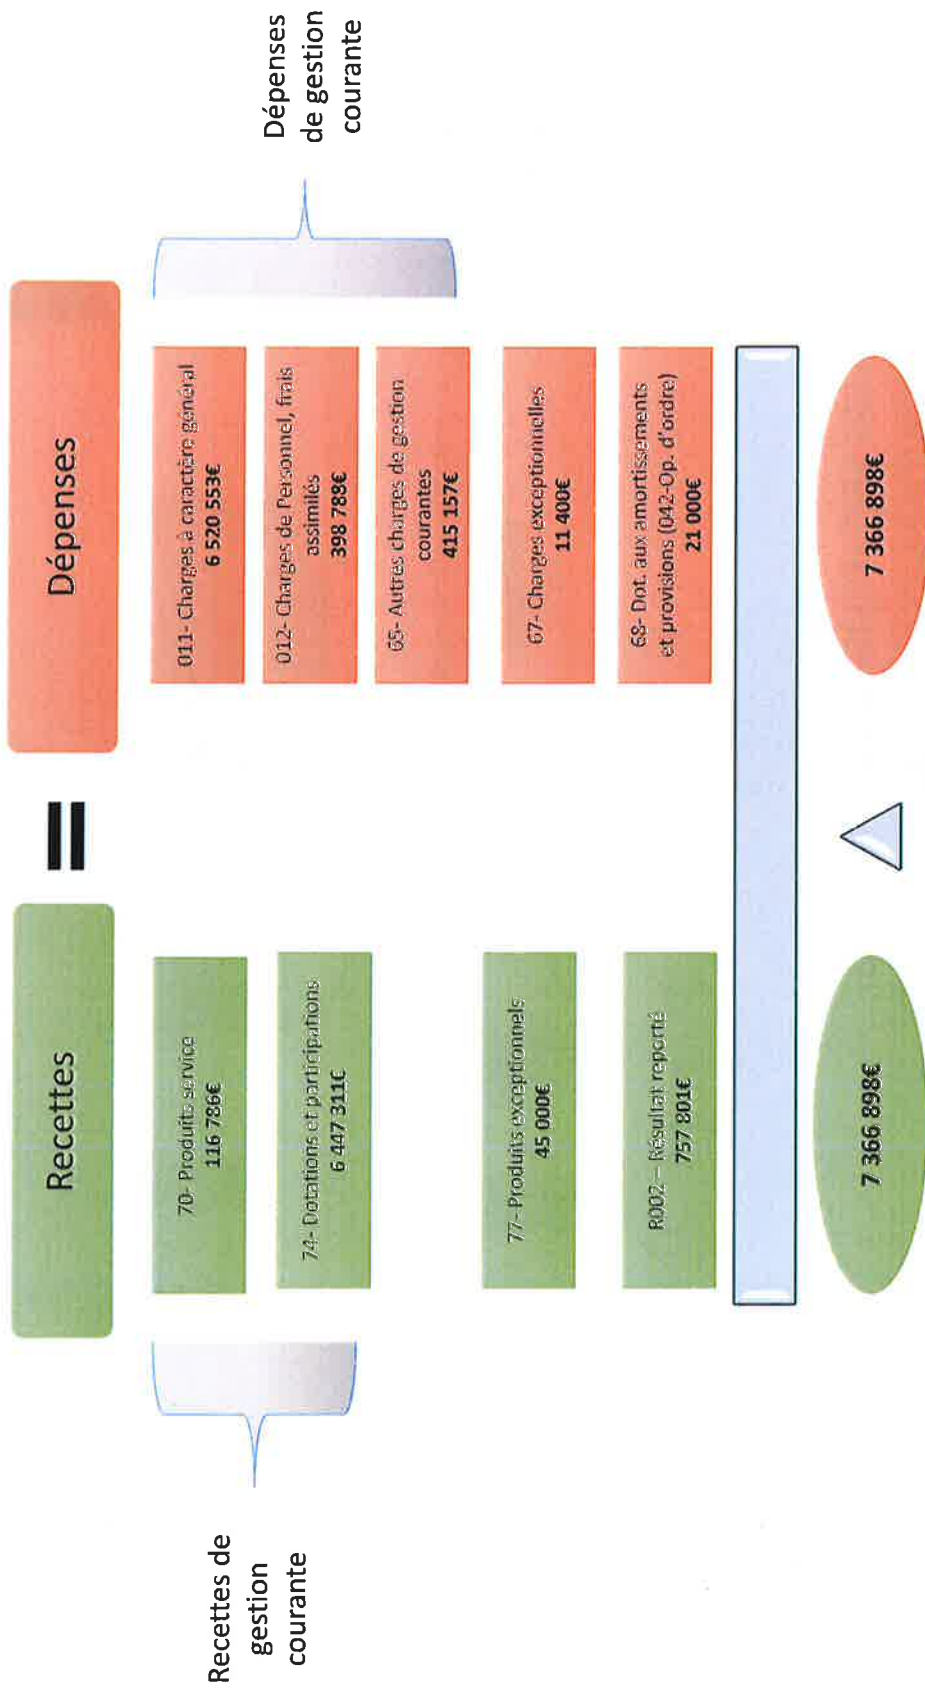 Recettes
Dépenses
Recettes de
gestion
courante
70- Produits service
116 786€
74- Dotations et participations
6 447 311€
77- Produits exceptionnels
45 000€
R002 – Résultat reporté
757 801€
7 366 898€
011- Charges à caractère général
6 520 553€
012- Charges de Personnel, frais
assimilés
398 788€
65- Autres charges de gestion
courantes
415 157€
67- Charges exceptionnelles
11 400€
68- Dot. aux amortissements
et provisions (042-Op. d'ordre)
21 000€
7 366 898€
Dépenses
de gestion
courante